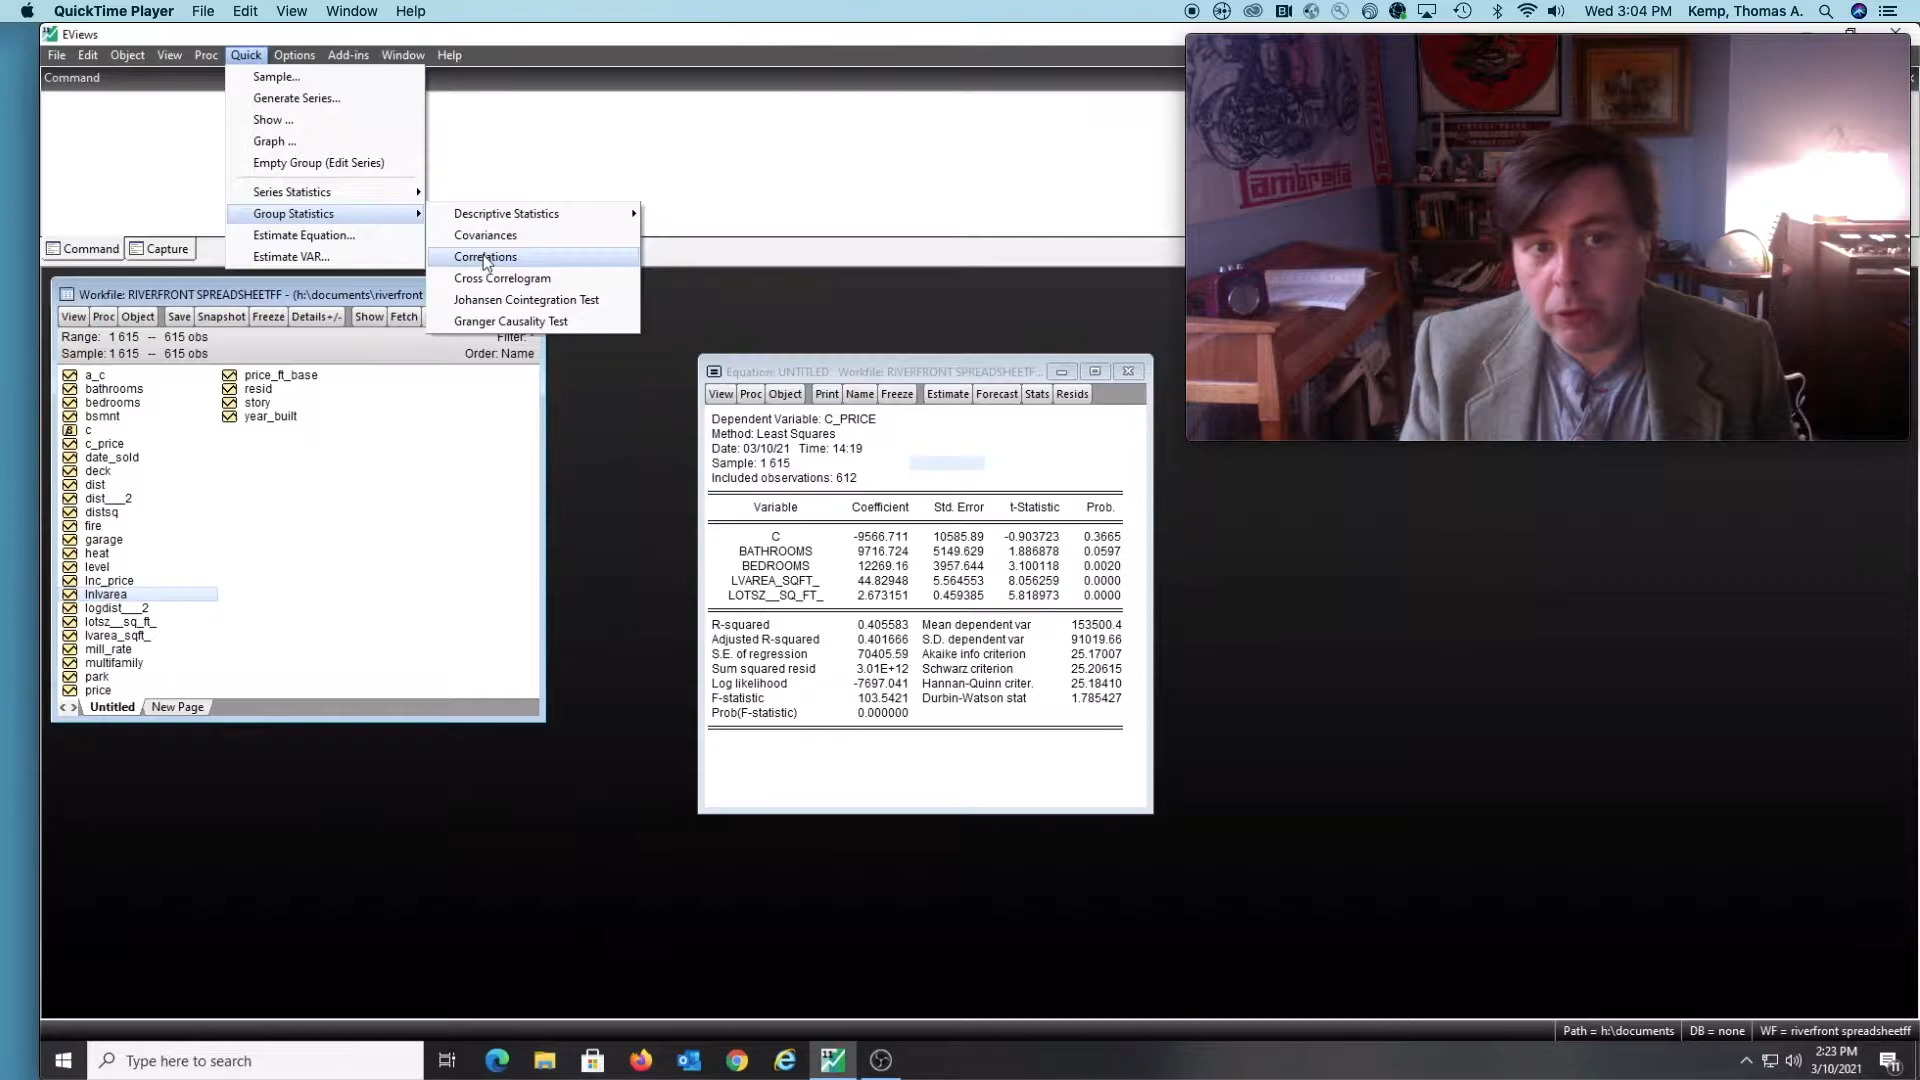 QuickTime Player File Edit View Window Help Wed 3:04 PM Kemp, Thomas A.
EViews
File Edit Object View Proc Quick Options Add-ins Window Help
Command
Sample...
Generate Series...
Show ...
Graph ...
Empty Group (Edit Series)
Series Statistics
Group Statistics
Estimate Equation...
Estimate VAR...
Descriptive Statistics
Covariances
Correlations
Cross Correlogram
Johansen Cointegration Test
Granger Causality Test
Lambretta
Command Capture
Workfile: RIVERFRONT SPREADSHEETFF - (h:\documents\riverfront
View Proc Object Save Snapshot Freeze Details+/- Show Fetch
Range: 1 615 -- 615 obs Filter: *
Sample: 1 615 -- 615 obs Order: Name
a_c
bathrooms
bedrooms
bsmnt
c
c_price
date_sold
deck
dist
dist___2
distsq
fire
garage
heat
level
lnc_price
lnlvarea
logdist___2
lotsz__sq_ft_
lvarea_sqft_
mill_rate
multifamily
park
price
price_ft_base
resid
story
year_built
Untitled New Page
Equation: UNTITLED Workfile: RIVERFRONT SPREADSHEETF...
View Proc Object Print Name Freeze Estimate Forecast Stats Resids
Dependent Variable: C_PRICE
Method: Least Squares
Date: 03/10/21 Time: 14:19
Sample: 1 615
Included observations: 612
Variable Coefficient Std. Error t-Statistic Prob.
C -9566.711 10585.89 -0.903723 0.3665
BATHROOMS 9716.724 5149.629 1.886878 0.0597
BEDROOMS 12269.16 3957.644 3.100118 0.0020
LVAREA_SQFT_ 44.82948 5.564553 8.056259 0.0000
LOTSZ__SQ_FT_ 2.673151 0.459385 5.818973 0.0000
R-squared 0.405583 Mean dependent var 153500.4
Adjusted R-squared 0.401666 S.D. dependent var 91019.66
S.E. of regression 70405.59 Akaike info criterion 25.17007
Sum squared resid 3.01E+12 Schwarz criterion 25.20615
Log likelihood -7697.041 Hannan-Quinn criter. 25.18410
F-statistic 103.5421 Durbin-Watson stat 1.785427
Prob(F-statistic) 0.000000
Path = h:\documents DB = none WF = riverfront spreadsheetff
Type here to search
2:23 PM
3/10/2021